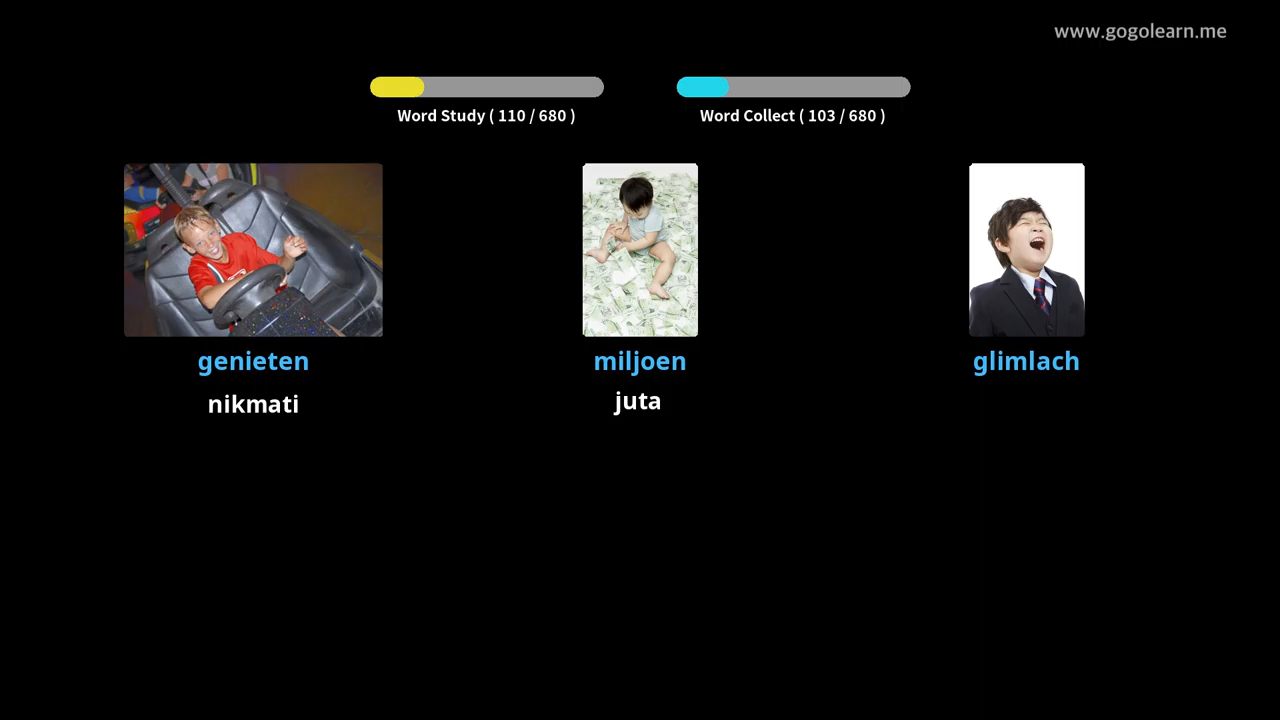 www.gogolearn.me
Word Study ( 110 / 680 )
Word Collect ( 103 / 680 )
genieten
miljoen
glimlach
nikmati
juta